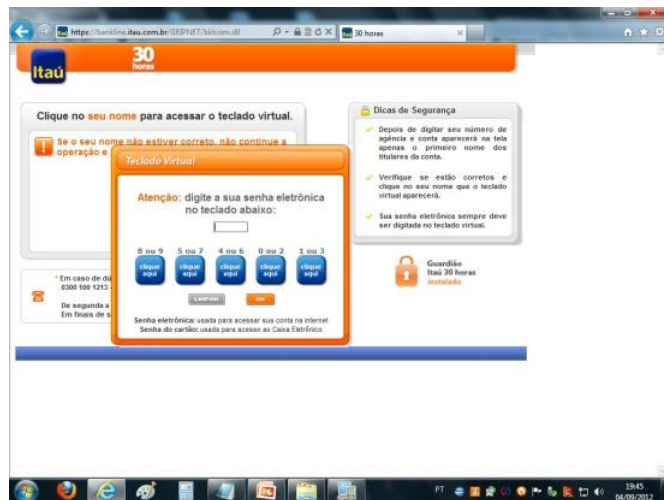 https://bankline.itau.com.br/GRIPNET/bklcom.dll
30 horas
Itaú
30
horas
Clique no seu nome para acessar o teclado virtual.
Se o seu nome não estiver correto, não continue a
operação e
Teclado Virtual
Atenção: digite a sua senha eletrônica
no teclado abaixo:
8 ou 9 5 ou 7 4 ou 6 0 ou 2 1 ou 3
clique aqui clique aqui clique aqui clique aqui clique aqui
LIMPAR OK
Senha eletrônica: usada para acessar sua conta na internet
Senha do cartão: usada para acesso ao Caixa Eletrônico
* Em caso de dú
0300 100 1213
De segunda a
Em finais de s
Dicas de Segurança
Depois de digitar seu número de
agência e conta aparecerá na tela
apenas o primeiro nome dos
titulares da conta.
Verifique se estão corretos e
clique no seu nome que o teclado
virtual aparecerá.
Sua senha eletrônica sempre deve
ser digitada no teclado virtual.
Guardião
Itaú 30 horas
instalado
PT
19:45
04/09/2012